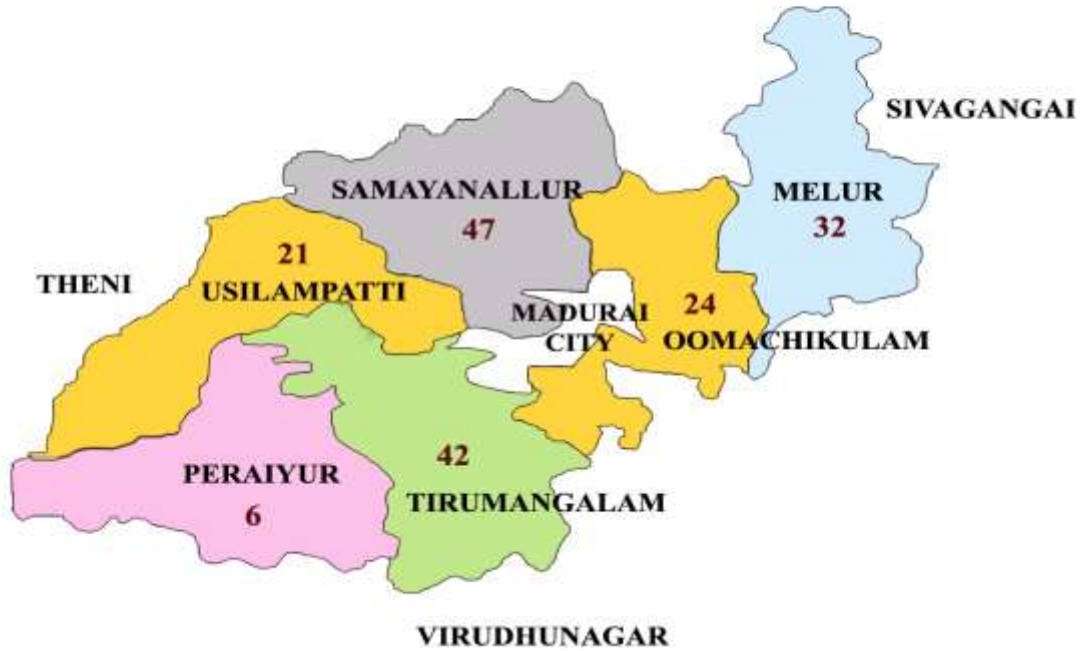 SIVAGANGAI
SAMAYANALLUR
47
MELUR
32
21
USILAMPATTI
THENI
MADURAI
CITY
24
OOMACHIKULAM
42
TIRUMANGALAM
PERAIYUR
6
VIRUDHUNAGAR